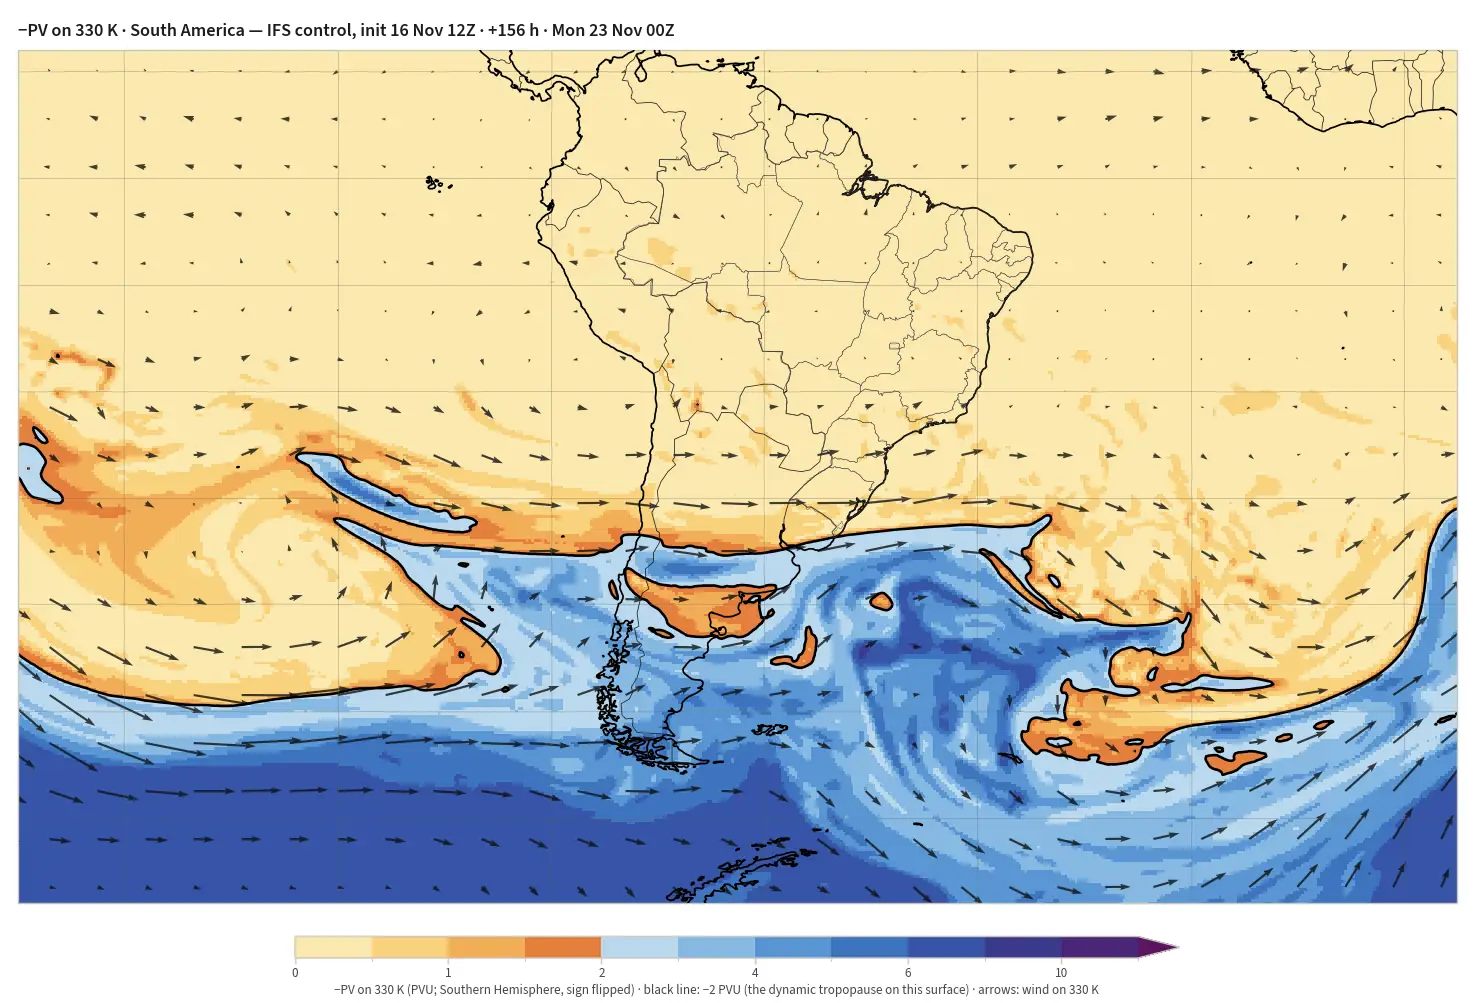 −PV on 330 K · South America — IFS control, init 16 Nov 12Z · +156 h · Mon 23 Nov 00Z
0 1 2 4 6 10
−PV on 330 K (PVU; Southern Hemisphere, sign flipped) · black line: −2 PVU (the dynamic tropopause on this surface) · arrows: wind on 330 K